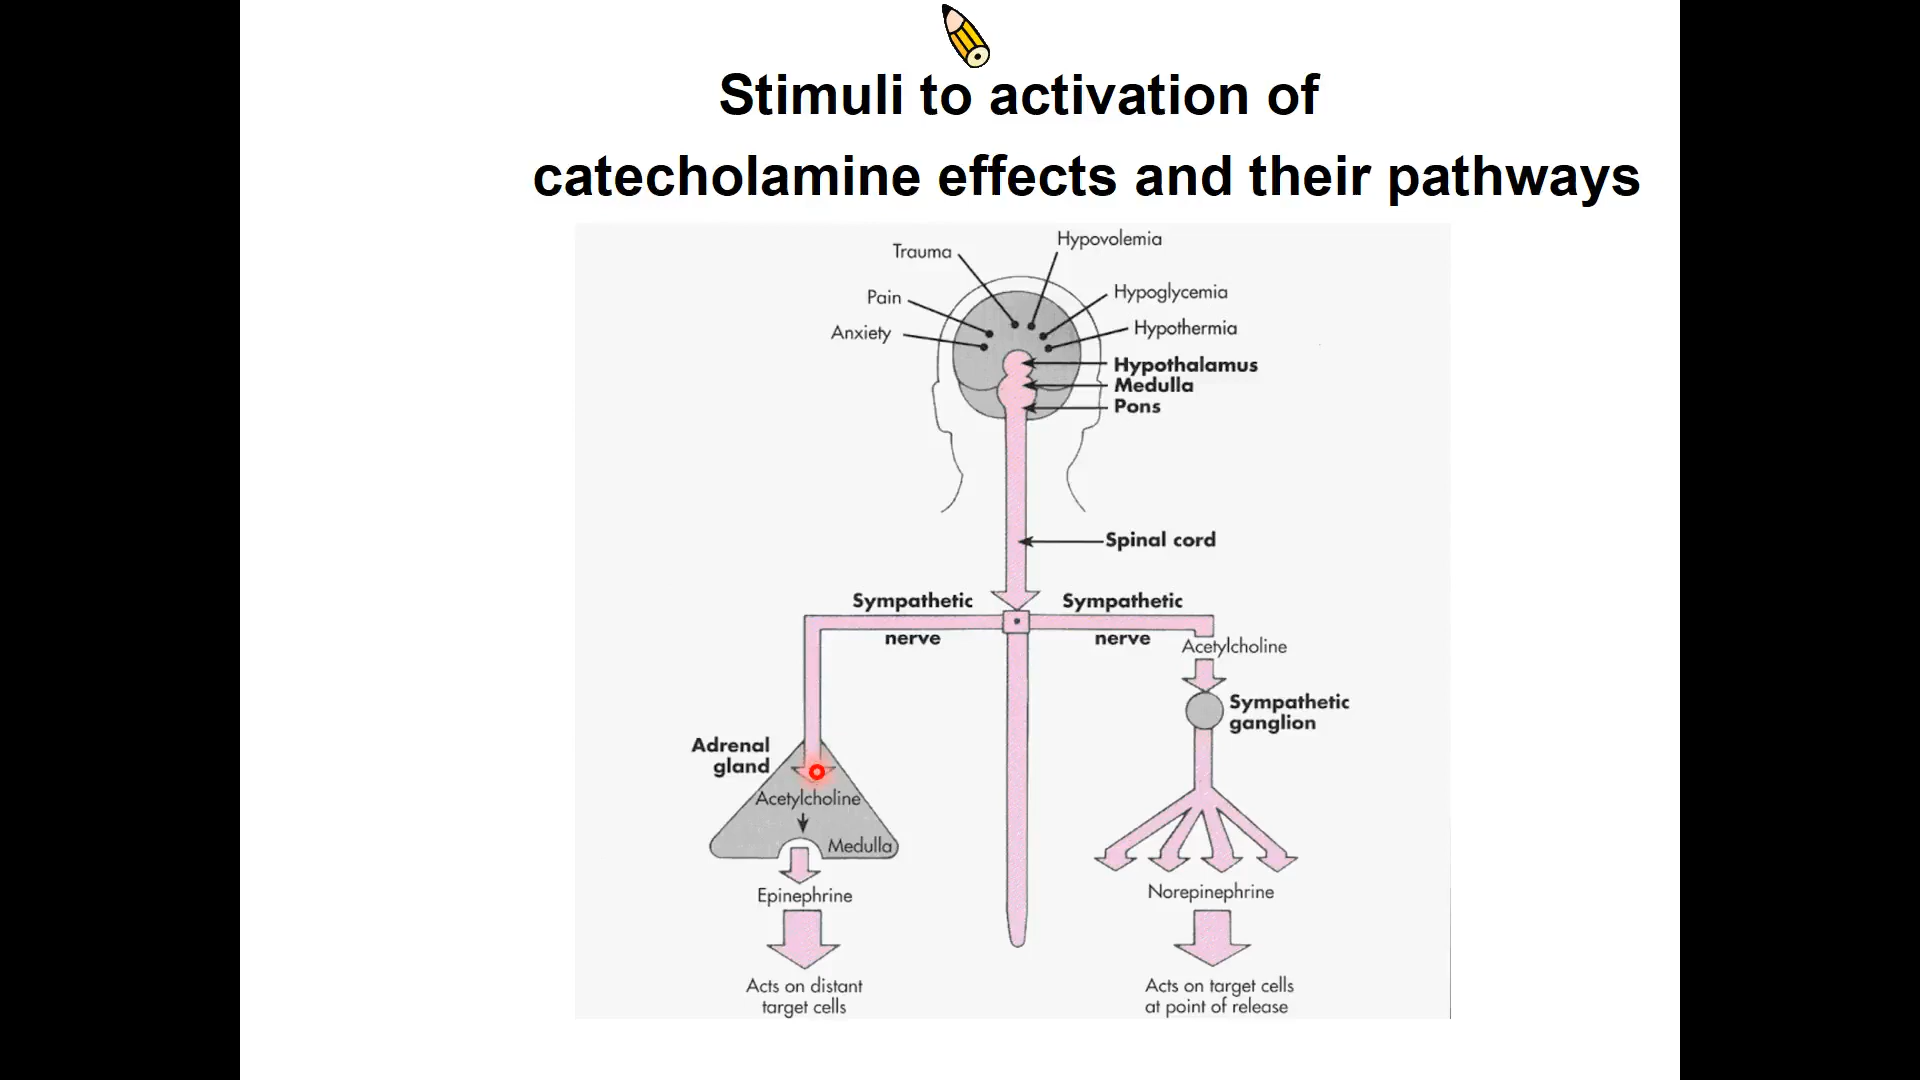 Stimuli to activation of
catecholamine effects and their pathways
Trauma
Hypovolemia
Pain
Hypoglycemia
Anxiety
Hypothermia
Hypothalamus
Medulla
Pons
Spinal cord
Sympathetic
nerve
Sympathetic
nerve
Acetylcholine
Sympathetic
ganglion
Adrenal
gland
Acetylcholine
Medulla
Epinephrine
Norepinephrine
Acts on distant
target cells
Acts on target cells
at point of release